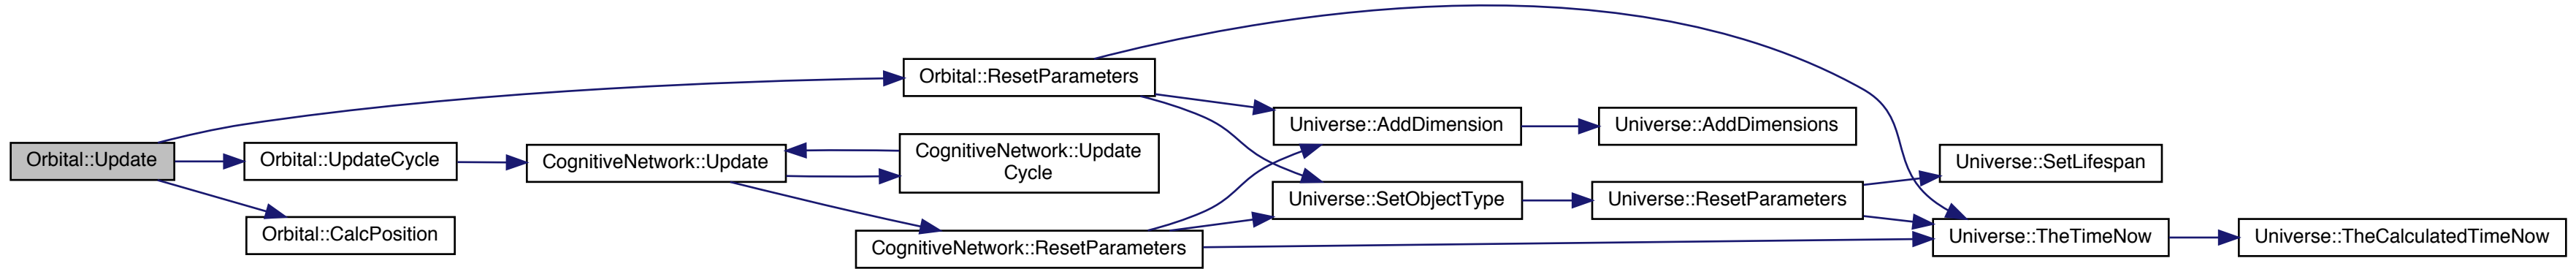 Orbital::Update
Orbital::ResetParameters
Orbital::UpdateCycle
Orbital::CalcPosition
CognitiveNetwork::Update
CognitiveNetwork::Update
Cycle
CognitiveNetwork::ResetParameters
Universe::AddDimension
Universe::SetObjectType
Universe::AddDimensions
Universe::ResetParameters
Universe::SetLifespan
Universe::TheTimeNow
Universe::TheCalculatedTimeNow